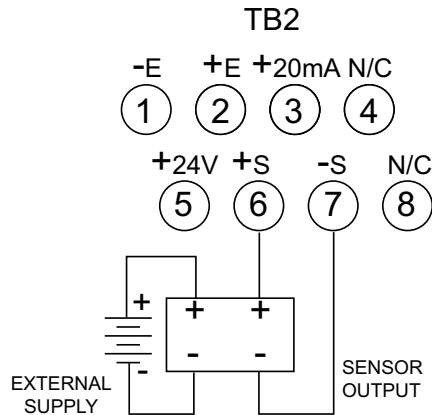 TB2
-E +E +20mA N/C
1 2 3 4
+24V +S -S N/C
5 6 7 8
+ + +
- - -
EXTERNAL SUPPLY
SENSOR OUTPUT